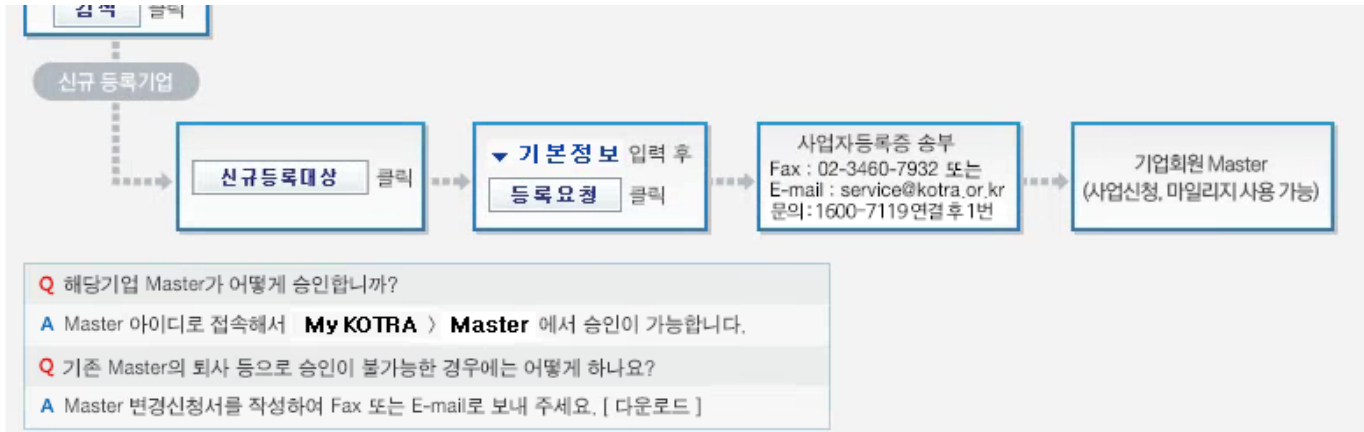 검색 클릭
신규 등록기업
신규등록대상 클릭
▼ 기본정보 입력 후
등록요청 클릭
사업자등록증 송부
Fax : 02-3460-7932 또는
E-mail : service@kotra.or.kr
문의 : 1600-7119 연결 후 1번
기업회원 Master
(사업신청, 마일리지 사용 가능)
Q 해당기업 Master가 어떻게 승인합니까?
A Master 아이디로 접속해서 My KOTRA > Master 에서 승인이 가능합니다.
Q 기존 Master의 퇴사 등으로 승인이 불가능한 경우에는 어떻게 하나요?
A Master 변경신청서를 작성하여 Fax 또는 E-mail로 보내 주세요. [ 다운로드 ]